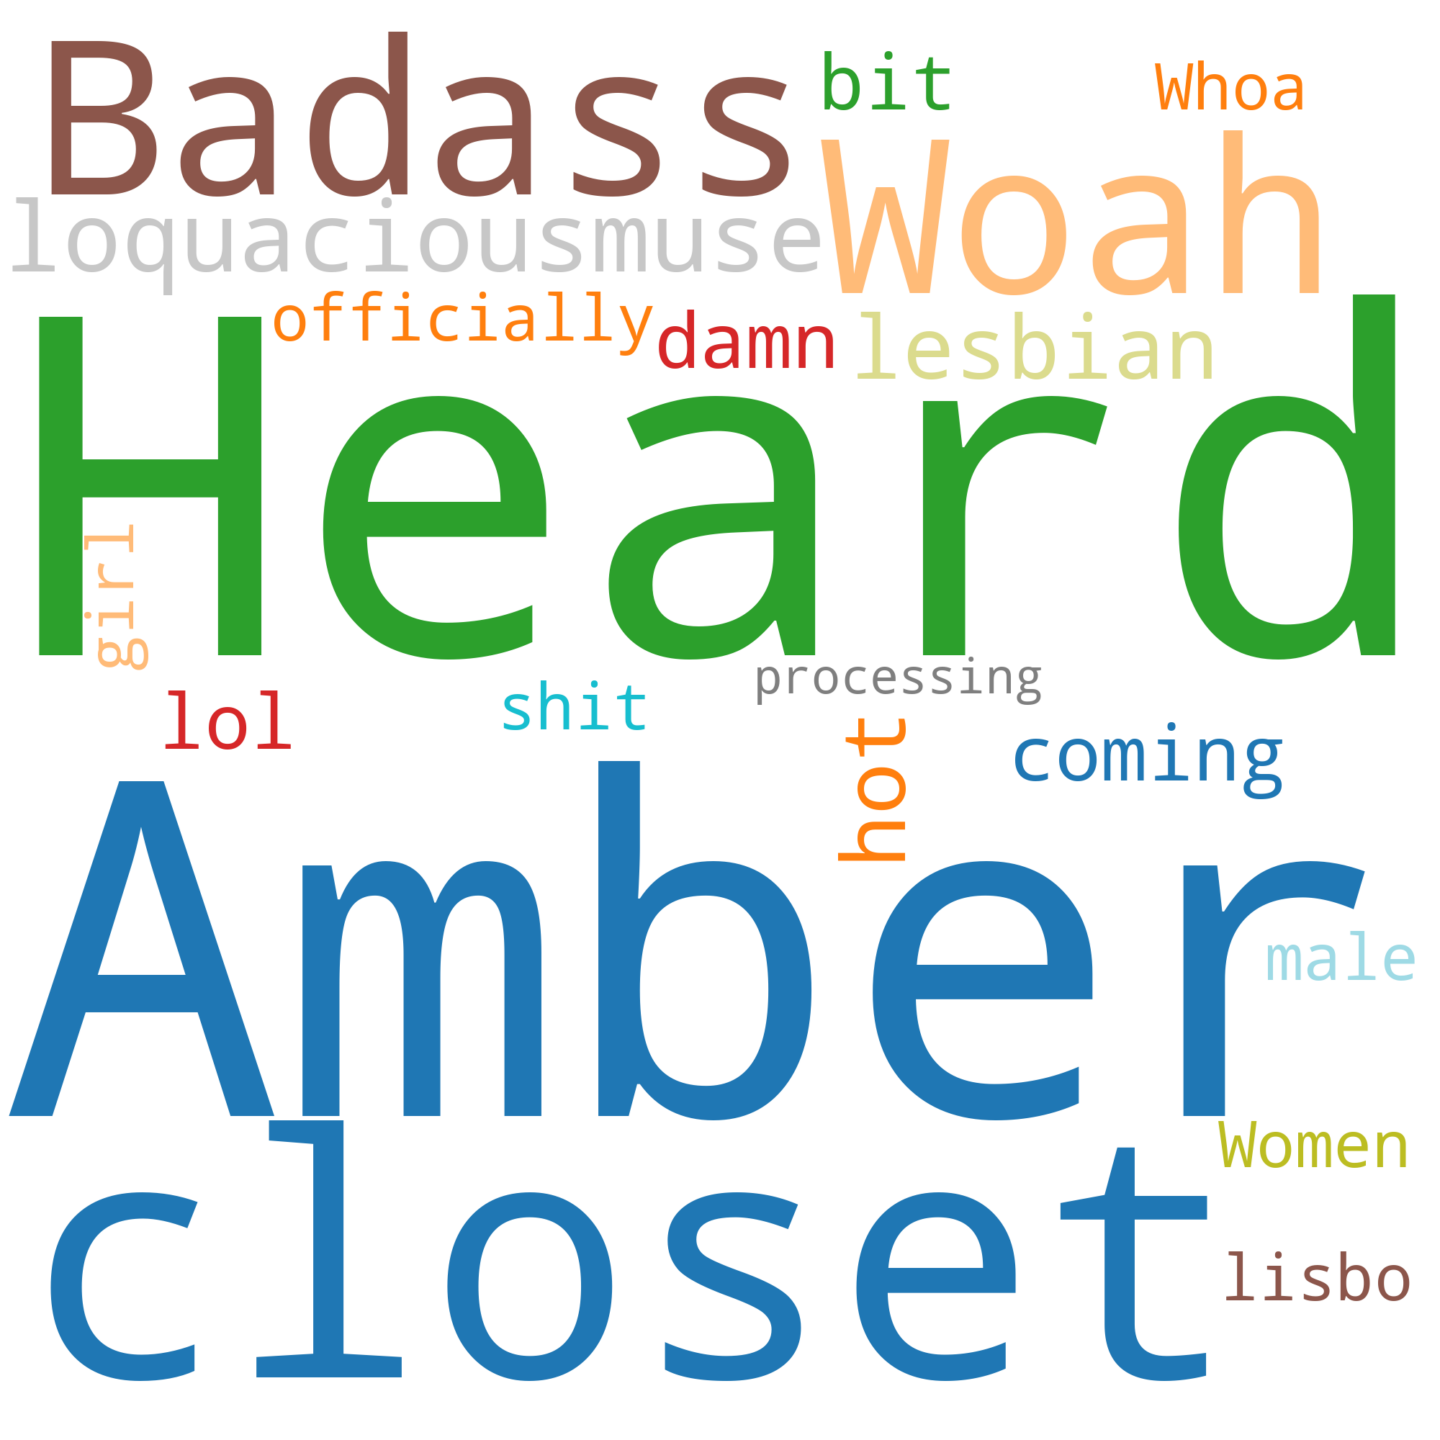 Badass bit Whoa
loquaciousmuse Woah
officially damn lesbian
Heard
girl
processing
lol shit hot coming
Amber
male
closet Women
lisbo